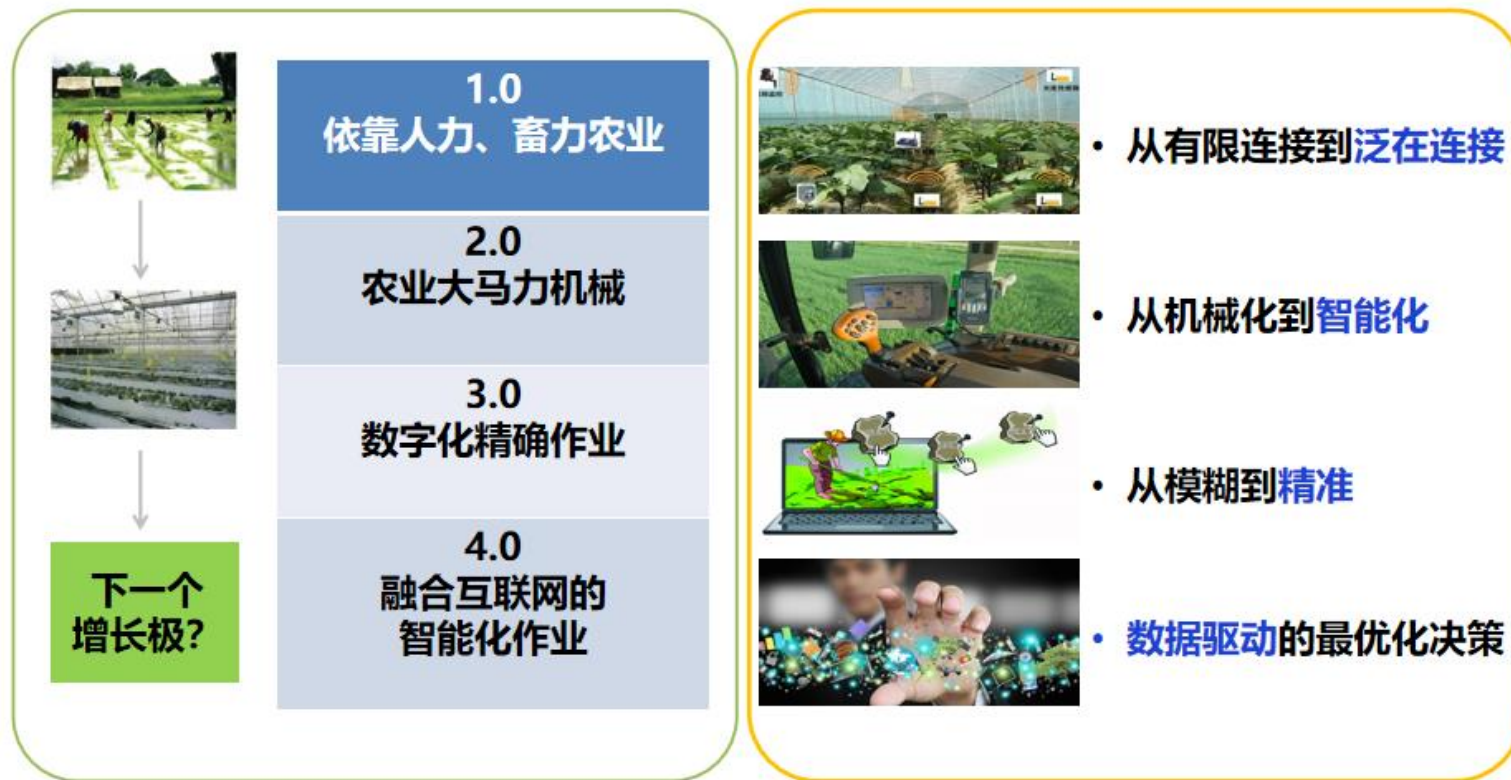 1.0
依靠人力、畜力农业
2.0
农业大马力机械
3.0
数字化精确作业
4.0
融合互联网的
智能化作业
下一个
增长极?
• 从有限连接到泛在连接
• 从机械化到智能化
• 从模糊到精准
• 数据驱动的最优化决策